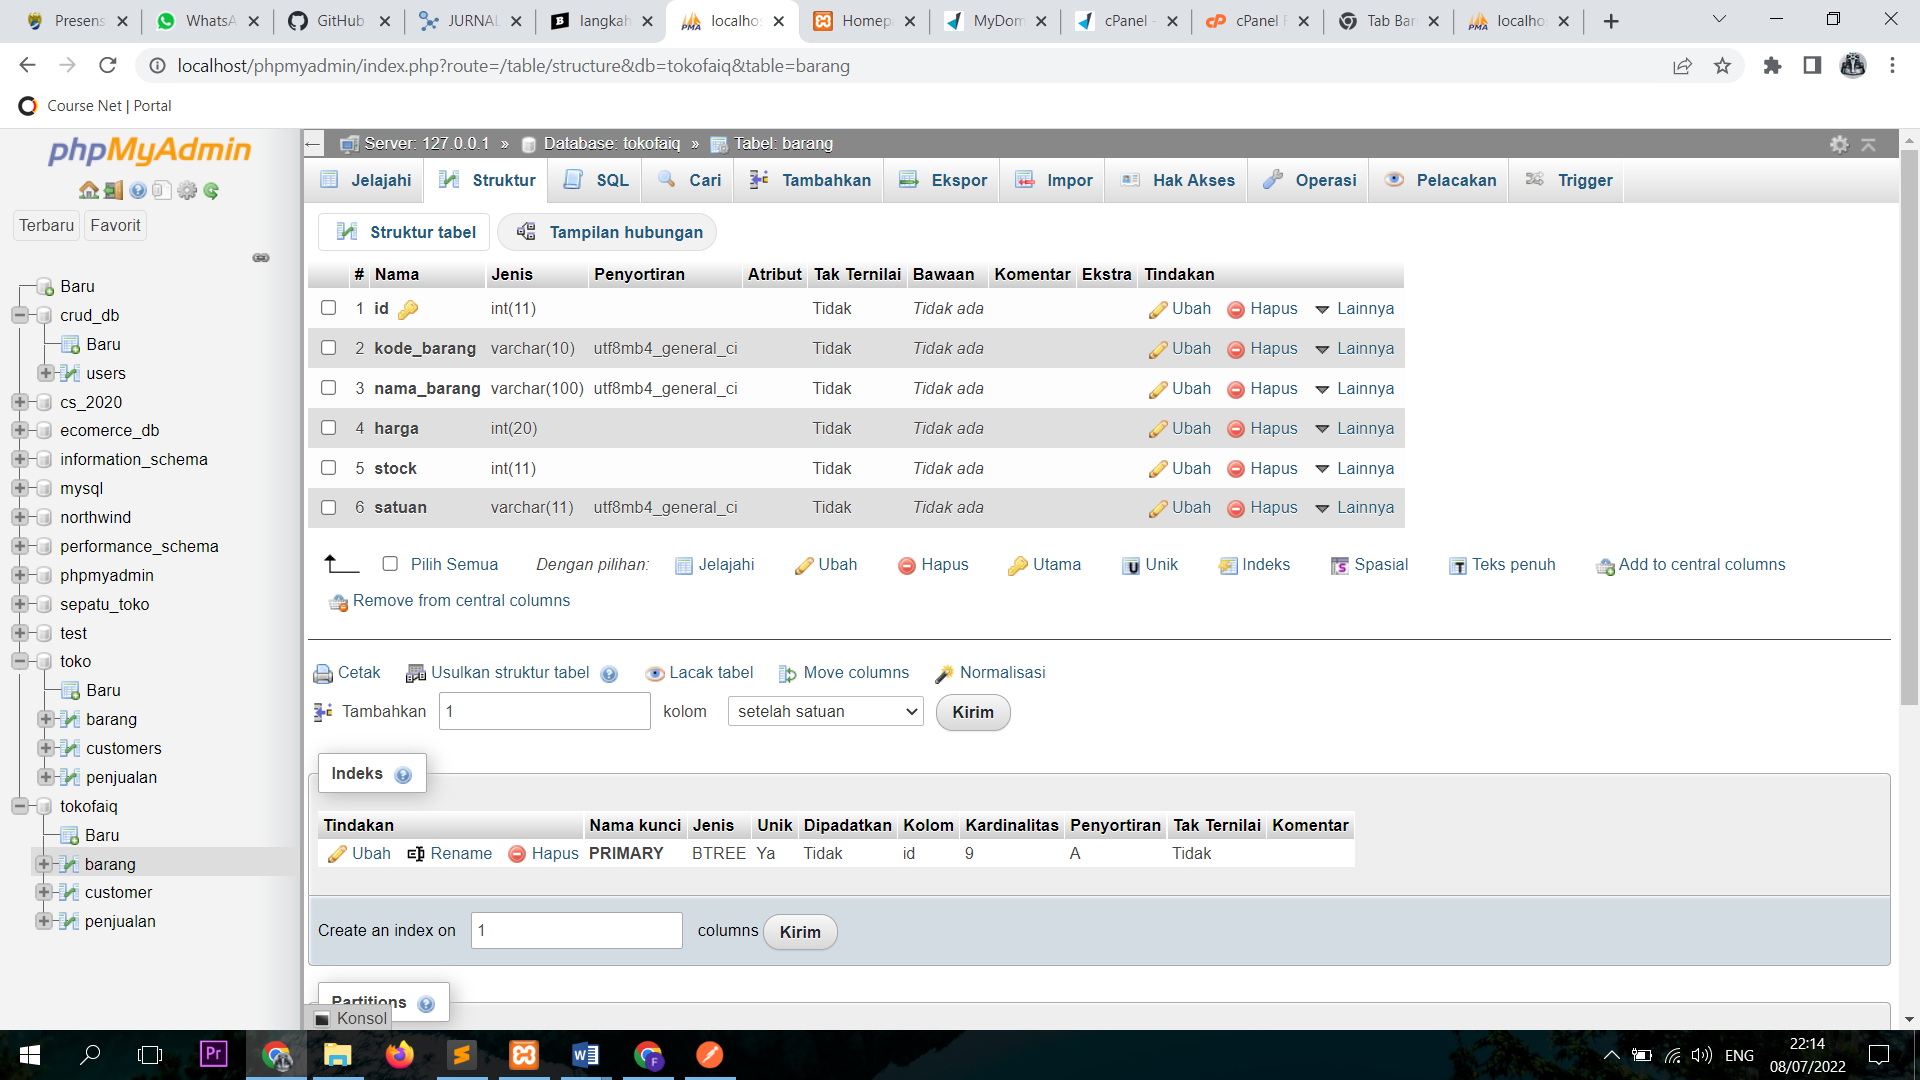 Presens WhatsA GitHub JURNAL langkah localhos Homepa MyDom cPanel - cPanel F Tab Bar localhos
localhost/phpmyadmin/index.php?route=/table/structure&db=tokofaiq&table=barang
Course Net | Portal
phpMyAdmin
Terbaru Favorit
Baru
crud_db
Baru
users
cs_2020
ecomerce_db
information_schema
mysql
northwind
performance_schema
phpmyadmin
sepatu_toko
test
toko
Baru
barang
customers
penjualan
tokofaiq
Baru
barang
customer
penjualan
Server: 127.0.0.1 » Database: tokofaiq » Tabel: barang
Jelajahi Struktur SQL Cari Tambahkan Ekspor Impor Hak Akses Operasi Pelacakan Trigger
Struktur tabel Tampilan hubungan
# Nama Jenis Penyortiran Atribut Tak Ternilai Bawaan Komentar Ekstra Tindakan
1 id int(11) Tidak Tidak ada Ubah Hapus Lainnya
2 kode_barang varchar(10) utf8mb4_general_ci Tidak Tidak ada Ubah Hapus Lainnya
3 nama_barang varchar(100) utf8mb4_general_ci Tidak Tidak ada Ubah Hapus Lainnya
4 harga int(20) Tidak Tidak ada Ubah Hapus Lainnya
5 stock int(11) Tidak Tidak ada Ubah Hapus Lainnya
6 satuan varchar(11) utf8mb4_general_ci Tidak Tidak ada Ubah Hapus Lainnya
Pilih Semua Dengan pilihan: Jelajahi Ubah Hapus Utama Unik Indeks Spasial Teks penuh Add to central columns
Remove from central columns
Cetak Usulkan struktur tabel Lacak tabel Move columns Normalisasi
Tambahkan 1 kolom setelah satuan Kirim
Indeks
Tindakan Nama kunci Jenis Unik Dipadatkan Kolom Kardinalitas Penyortiran Tak Ternilai Komentar
Ubah Rename Hapus PRIMARY BTREE Ya Tidak id 9 A Tidak
Create an index on 1 columns Kirim
Partitions
Konsol
ENG
22:14
08/07/2022